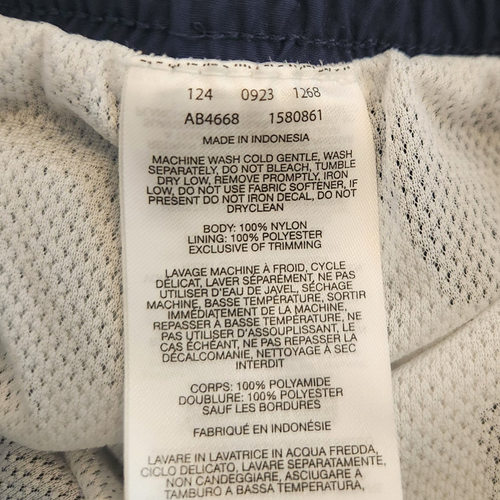 124 0923 1268
AB4668 1580861
MADE IN INDONESIA
MACHINE WASH COLD GENTLE, WASH
SEPARATELY, DO NOT BLEACH, TUMBLE
DRY LOW, REMOVE PROMPTLY, IRON
LOW, DO NOT USE FABRIC SOFTENER, IF
PRESENT DO NOT IRON DECAL, DO NOT
DRYCLEAN
BODY: 100% NYLON
LINING: 100% POLYESTER
EXCLUSIVE OF TRIMMING
LAVAGE MACHINE À FROID, CYCLE
DÉLICAT, LAVER SÉPARÉMENT, NE PAS
UTILISER D'EAU DE JAVEL, SÉCHAGE
MACHINE, BASSE TEMPÉRATURE, SORTIR
IMMÉDIATEMENT DE LA MACHINE,
REPASSER À BASSE TEMPÉRATURE, NE
PAS UTILISER D'ASSOUPLISSANT, LE
CAS ÉCHÉANT, NE PAS REPASSER LA
DÉCALCOMANIE, NETTOYAGE À SEC
INTERDIT
CORPS: 100% POLYAMIDE
DOUBLURE: 100% POLYESTER
SAUF LES BORDURES
FABRIQUÉ EN INDONÉSIE
LAVARE IN LAVATRICE IN ACQUA FREDDA,
CICLO DELICATO, LAVARE SEPARATAMENTE,
NON CANDEGGIARE, ASCIUGARE A
TAMBURO A BASSA TEMPERATURA,